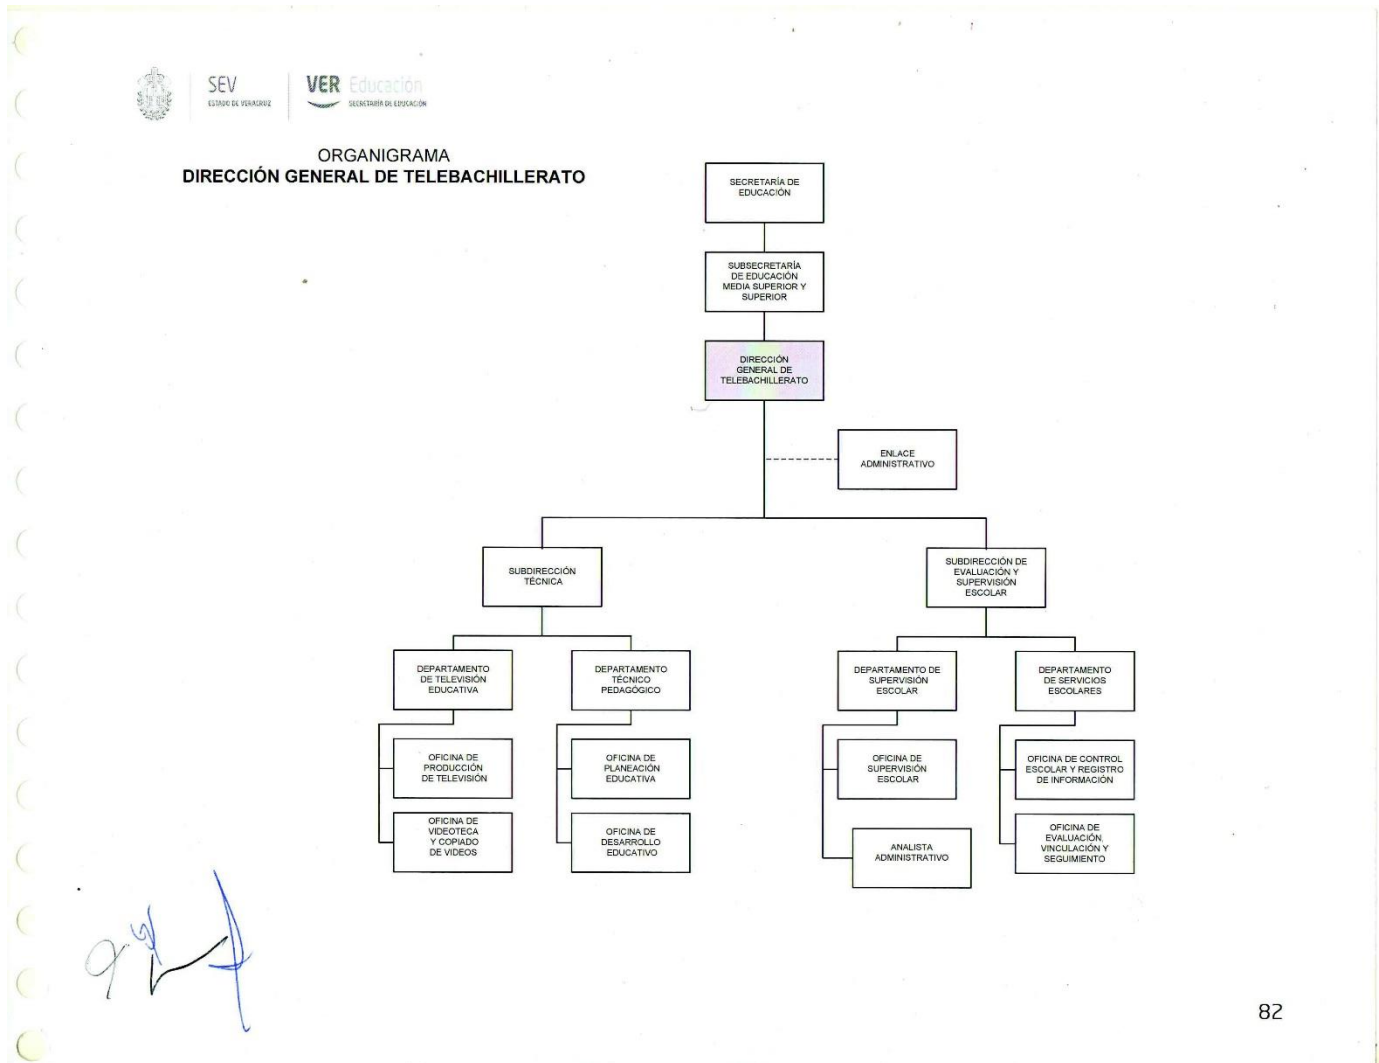 SEV
ESTADO DE VERACRUZ
VER Educación
SECRETARÍA DE EDUCACIÓN
ORGANIGRAMA
DIRECCIÓN GENERAL DE TELEBACHILLERATO
SECRETARÍA DE
EDUCACIÓN
SUBSECRETARÍA
DE EDUCACIÓN
MEDIA SUPERIOR Y
SUPERIOR
DIRECCIÓN
GENERAL DE
TELEBACHILLERATO
ENLACE
ADMINISTRATIVO
SUBDIRECCIÓN
TÉCNICA
SUBDIRECCIÓN DE
EVALUACIÓN Y
SUPERVISIÓN
ESCOLAR
DEPARTAMENTO
DE TELEVISIÓN
EDUCATIVA
DEPARTAMENTO
TÉCNICO
PEDAGÓGICO
DEPARTAMENTO DE
SUPERVISIÓN
ESCOLAR
DEPARTAMENTO
DE SERVICIOS
ESCOLARES
OFICINA DE
PRODUCCIÓN
DE TELEVISIÓN
OFICINA DE
PLANEACIÓN
EDUCATIVA
OFICINA DE
SUPERVISIÓN
ESCOLAR
OFICINA DE CONTROL
ESCOLAR Y REGISTRO
DE INFORMACIÓN
OFICINA DE
VIDEOTECA
Y COPIADO
DE VIDEOS
OFICINA DE
DESARROLLO
EDUCATIVO
ANALISTA
ADMINISTRATIVO
OFICINA DE
EVALUACIÓN,
VINCULACIÓN Y
SEGUIMIENTO
82